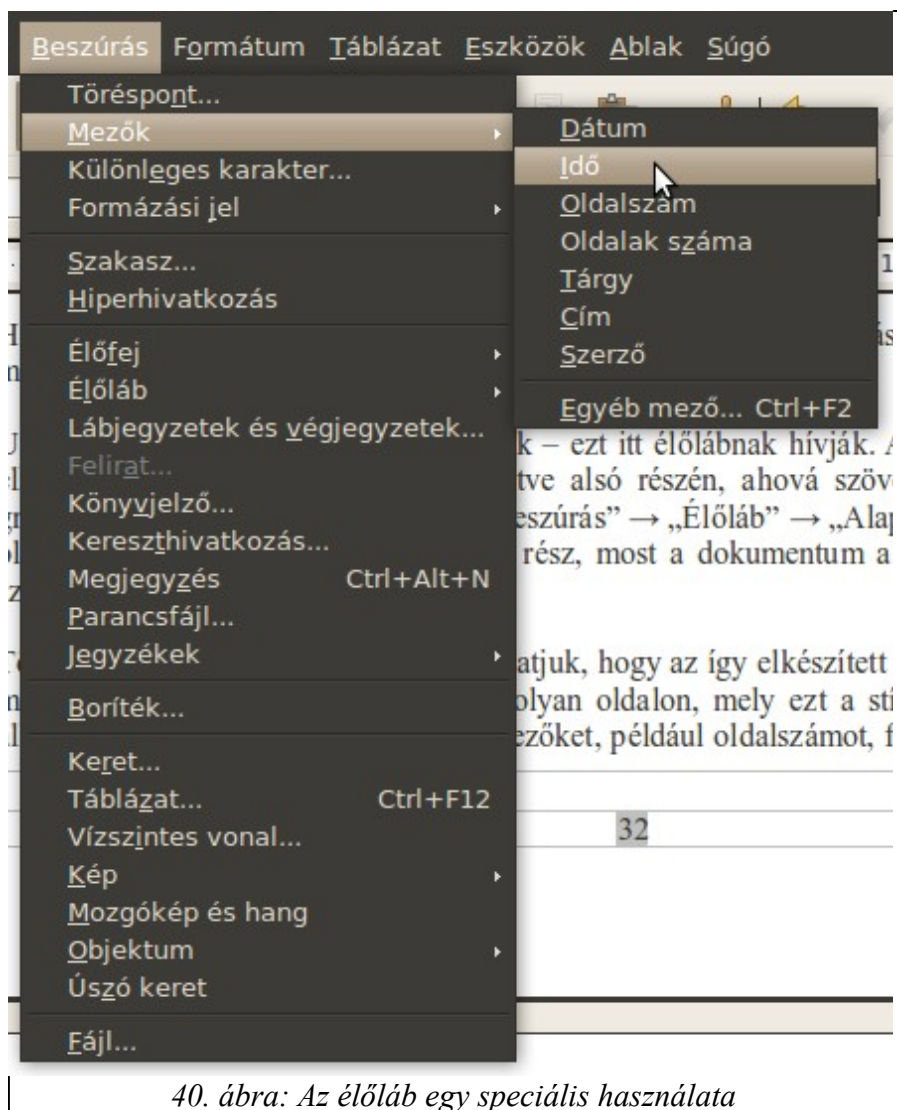 Beszúrás Formátum Táblázat Eszközök Ablak Súgó
Töréspont...
Mezők
Különleges karakter...
Formázási jel
Szakasz...
Hiperhivatkozás
Élőfej
Élőláb
Lábjegyzetek és végjegyzetek...
Felirat...
Könyvjelző...
Kereszthivatkozás...
Megjegyzés Ctrl+Alt+N
Parancsfájl...
Jegyzékek
Boríték...
Keret...
Táblázat... Ctrl+F12
Vízszintes vonal...
Kép
Mozgókép és hang
Objektum
Úszó keret
Fájl...
Dátum
Idő
Oldalszám
Oldalak száma
Tárgy
Cím
Szerző
Egyéb mező... Ctrl+F2
k – ezt itt élőlábnak hívják. A
tve alsó részén, ahová szöv
eszúrás” → „Élőláb” → „Alap
rész, most a dokumentum a
atjuk, hogy az így elkészített
olyan oldalon, mely ezt a stí
ezőket, például oldalszámot, f
32
40. ábra: Az élőláb egy speciális használata